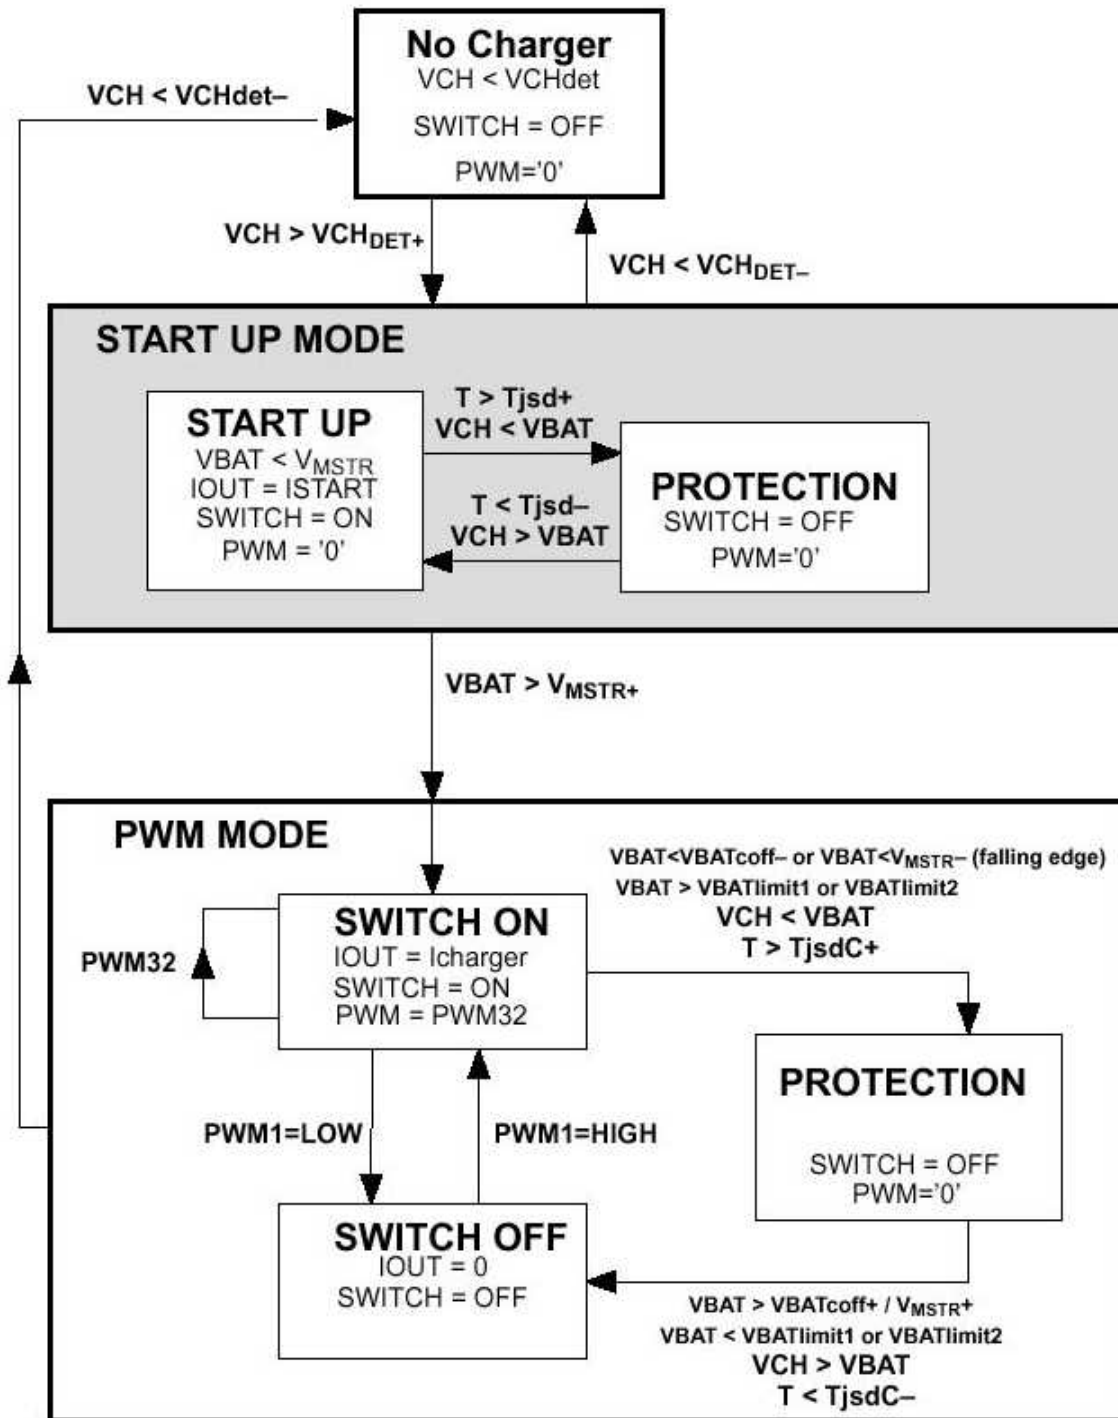 No Charger
VCH < VCHdet
SWITCH = OFF
PWM='0'
VCH < VCHdet–
VCH > VCHDET+
VCH < VCHDET–
START UP MODE
START UP
VBAT < VMSTR
IOUT = ISTART
SWITCH = ON
PWM = '0'
T > Tjsd+
VCH < VBAT
T < Tjsd–
VCH > VBAT
PROTECTION
SWITCH = OFF
PWM='0'
VBAT > VMSTR+
PWM MODE
VBAT<VBATcoff– or VBAT<VMSTR– (falling edge)
VBAT > VBATlimit1 or VBATlimit2
VCH < VBAT
T > TjsdC+
SWITCH ON
IOUT = Icharger
SWITCH = ON
PWM = PWM32
PWM32
PROTECTION
SWITCH = OFF
PWM='0'
PWM1=LOW
PWM1=HIGH
SWITCH OFF
IOUT = 0
SWITCH = OFF
VBAT > VBATcoff+ / VMSTR+
VBAT < VBATlimit1 or VBATlimit2
VCH > VBAT
T < TjsdC–